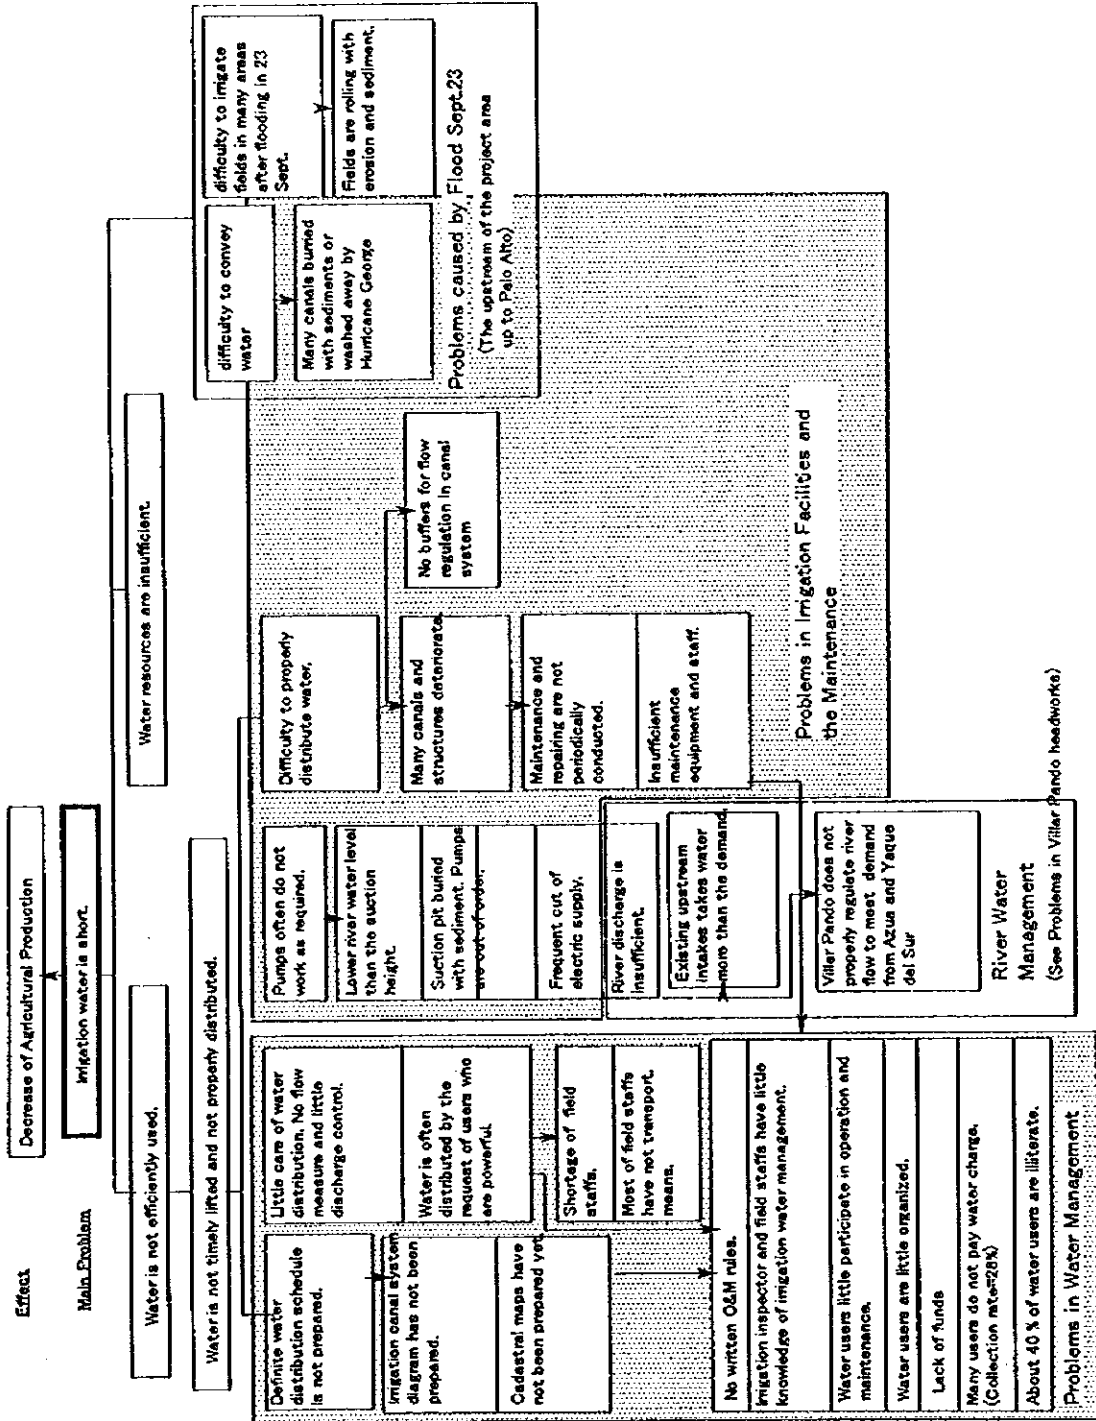 Effect
Decrease of Agricultural Production
Main Problem
Irrigation water is short.
Water is not efficiently used.
Water resources are insufficient.
Water is not timely lifted and not properly distributed.
Definite water
distribution schedule
is not prepared.
Irrigation canal system
diagram has not been
prepared.
Cadastral maps have
not been prepared yet.
Little care of water
distribution. No flow
measure and little
discharge control.
Water is often
distributed by the
request of users who
are powerful.
Shortage of field
staffs.
Most of field staffs
have not transport
means.
No written O&M rules.
Irrigation inspector and field staffs have little
knowledge of irrigation water management.
Water users little participate in operation and
maintenance.
Water users are little organized.
Lack of funds
Many users do not pay water charge.
(Collection rate=28%)
About 40 % of water users are illiterate.
Problems in Water Management
Pumps often do not
work as required.
Lower river water level
than the suction
height.
Suction pit buried
with sediment. Pumps
are out of order.
Frequent cut of
electric supply.
River discharge is
insufficient.
Existing upstream
intakes takes water
more than the demand.
Villar Pando does not
properly regulate river
flow to meet demand
from Azua and Yaque
del Sur
River Water
Management
(See Problems in Villar Pando headworks)
Difficulty to properly
distribute water.
Many canals and
structures deteriorate.
Maintenance and
repairing are not
periodically
conducted.
Insufficient
maintenance
equipment and staff.
No buffers for flow
regulation in canal
system
Problems in Irrigation Facilities and
the Maintenance
difficulty to convey
water
Many canals burried
with sediments or
washed away by
Hurricane George
difficulty to irrigate
fields in many areas
after flooding in 23
Sept.
Fields are rolling with
erosion and sediment.
Problems caused by Flood Sept.23
(The upstream of the project area
up to Palo Alto)